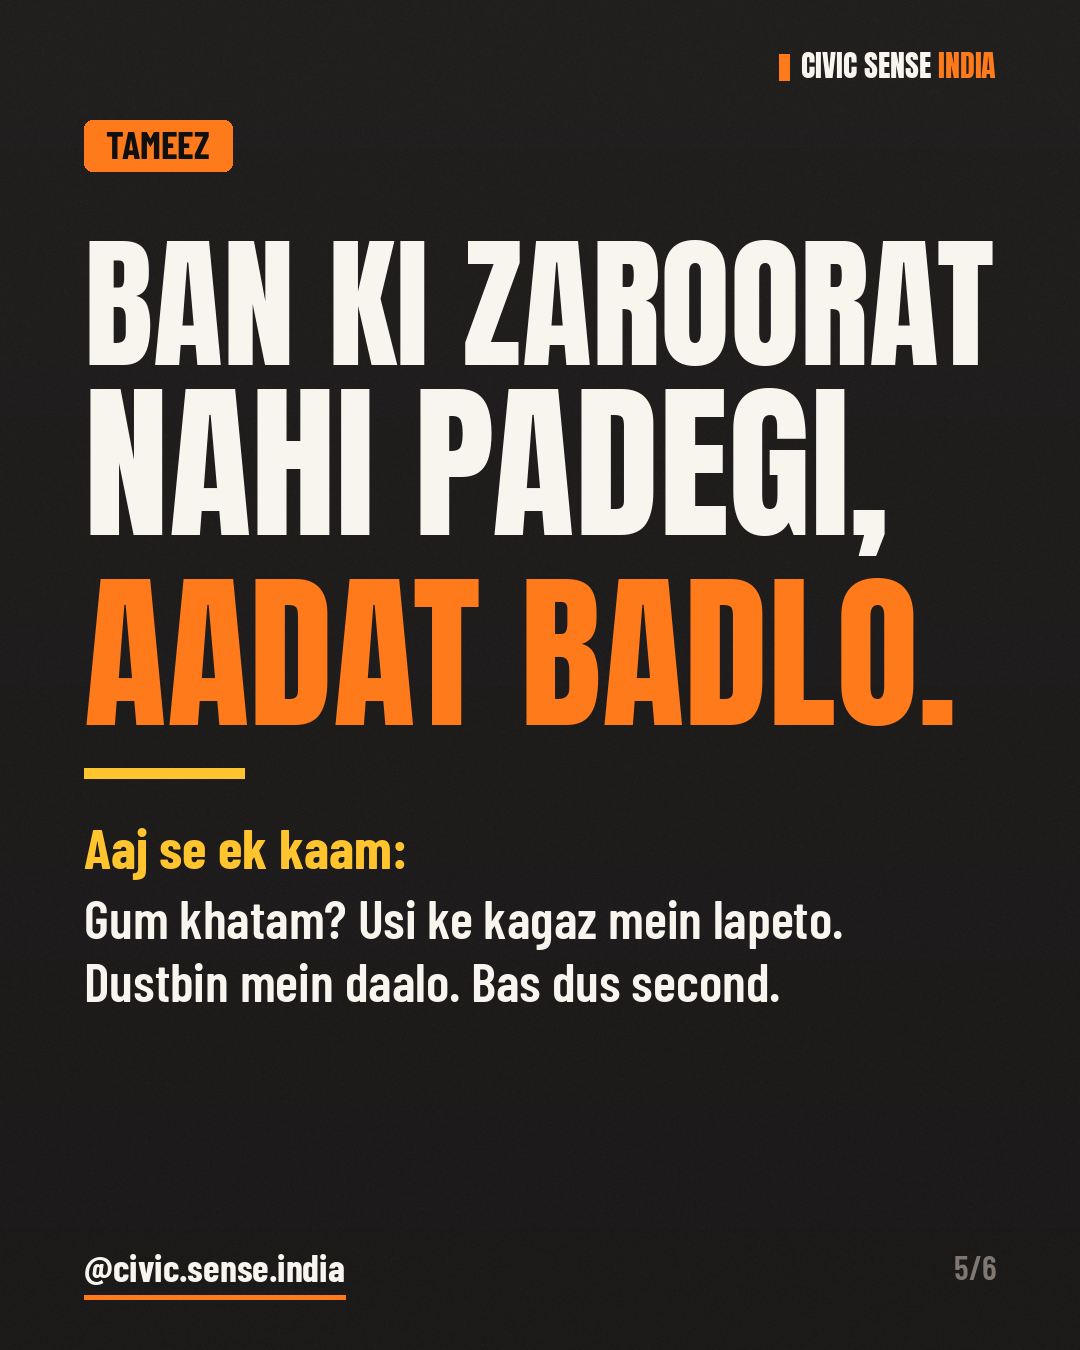 CIVIC SENSE INDIA
TAMEEZ
BAN KI ZAROORAT
NAHI PADEGI,
AADAT BADLO.
Aaj se ek kaam:
Gum khatam? Usi ke kagaz mein lapeto.
Dustbin mein daalo. Bas dus second.
@civic.sense.india
5/6